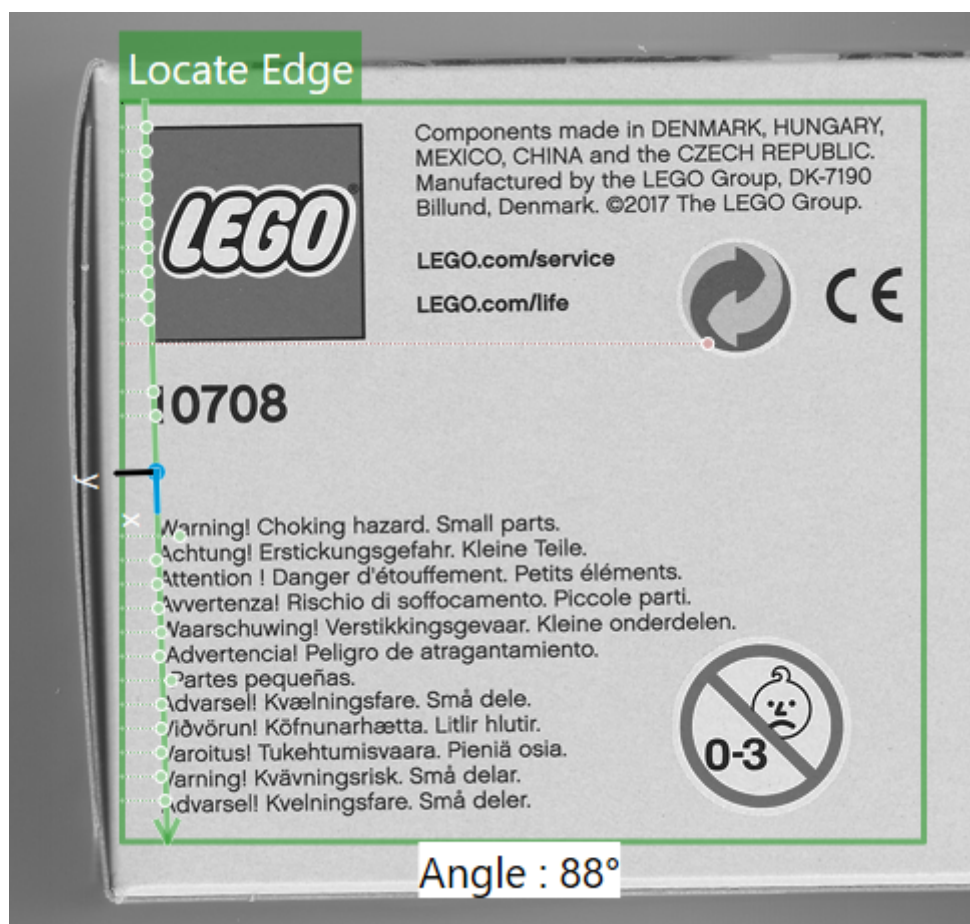 Locate Edge
Components made in DENMARK, HUNGARY,
MEXICO, CHINA and the CZECH REPUBLIC.
Manufactured by the LEGO Group, DK-7190
Billund, Denmark. ©2017 The LEGO Group.
LEGO®
LEGO.com/service
LEGO.com/life
CE
10708
y
x
Warning! Choking hazard. Small parts.
Achtung! Erstickungsgefahr. Kleine Teile.
Attention ! Danger d'étouffement. Petits éléments.
Avvertenza! Rischio di soffocamento. Piccole parti.
Waarschuwing! Verstikkingsgevaar. Kleine onderdelen.
Advertencia! Peligro de atragantamiento.
Partes pequeñas.
Advarsel! Kvælningsfare. Små dele.
Viðvörun! Köfnunarhætta. Litlir hlutir.
Varoitus! Tukehtumisvaara. Pieniä osia.
Varning! Kvävningsrisk. Små delar.
Advarsel! Kvelningsfare. Små deler.
0-3
Angle : 88°